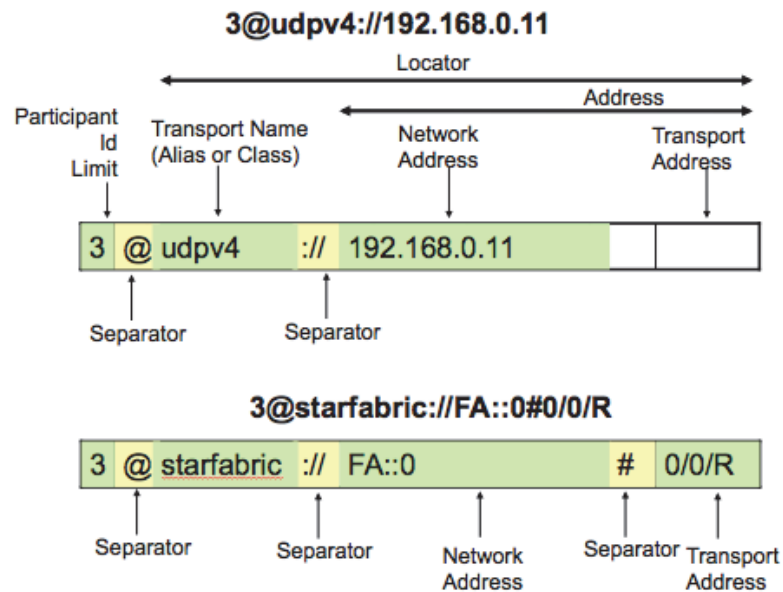 3@udpv4://192.168.0.11
Locator
Address
Participant
Id
Limit
Transport Name
(Alias or Class)
Network
Address
Transport
Address
3 @ udpv4 :// 192.168.0.11
Separator
Separator
3@starfabric://FA::0#0/0/R
3 @ starfabric :// FA::0 # 0/0/R
Separator
Separator
Network
Address
Separator
Transport
Address